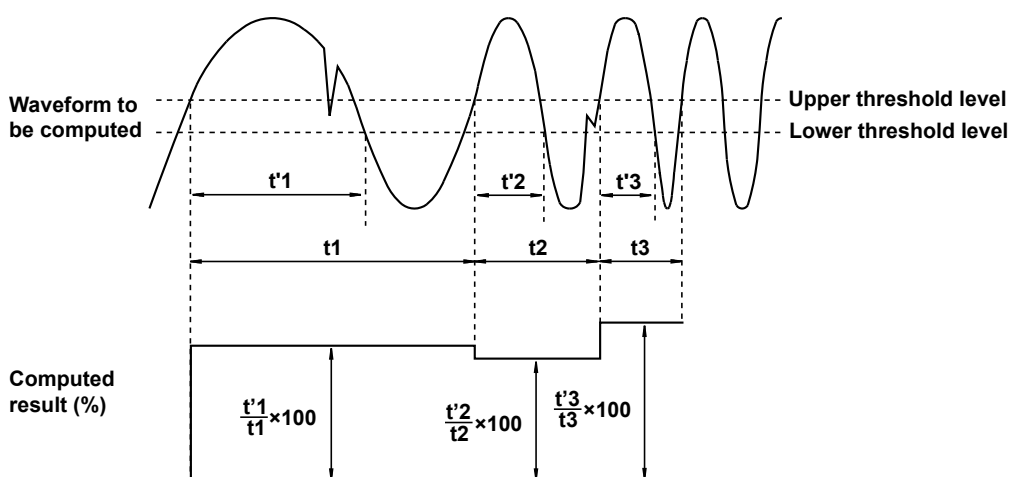 Waveform to
be computed
Upper threshold level
Lower threshold level
t'1
t'2
t'3
t1
t2
t3
Computed
result (%)
t’1
t1
×100
t’2
t2
×100
t’3
t3
×100